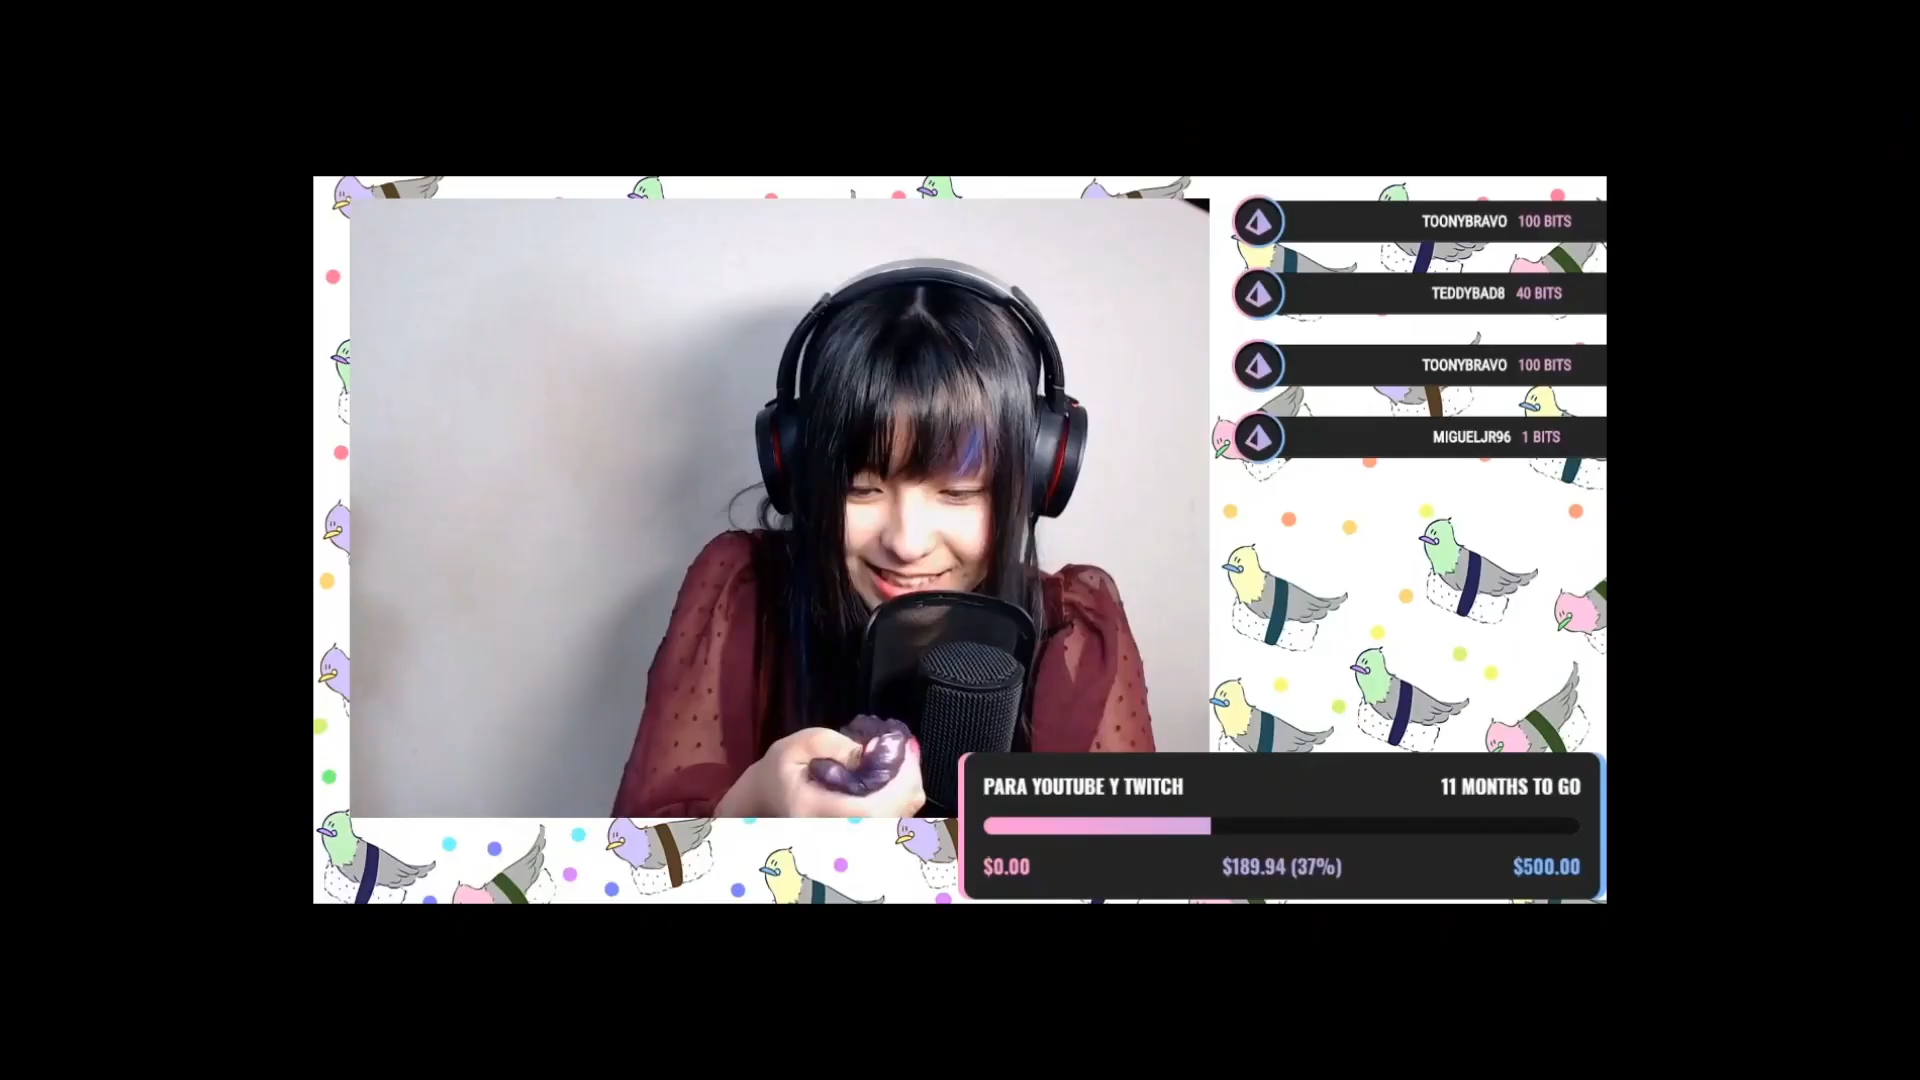 TOONYBRAVO 100 BITS
TEDDYBAD8 40 BITS
TOONYBRAVO 100 BITS
MIGUELJR96 1 BITS
PARA YOUTUBE Y TWITCH 11 MONTHS TO GO
$0.00 $189.94 (37%) $500.00